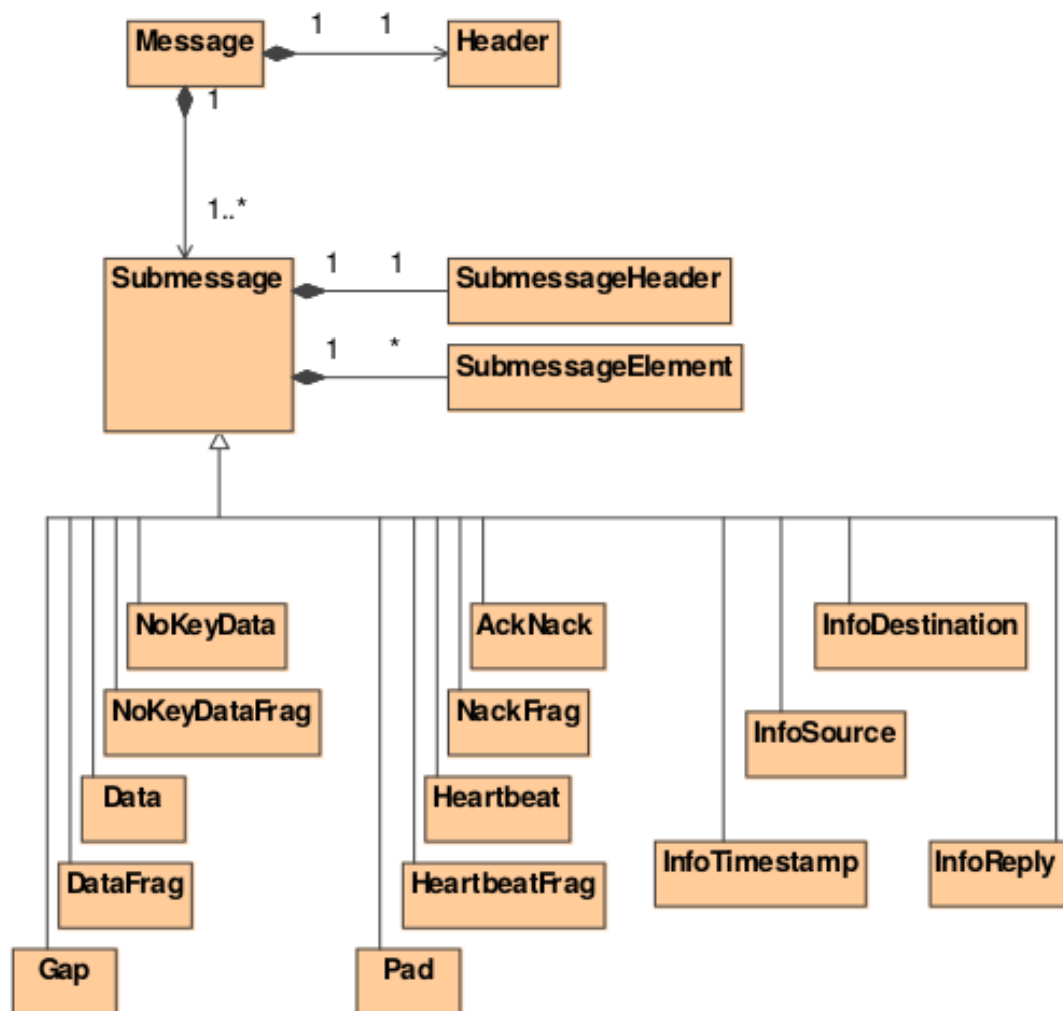 Message
1
1
Header
1
1..*
Submessage
1
1
SubmessageHeader
1
*
SubmessageElement
NoKeyData
AckNack
InfoDestination
NoKeyDataFrag
NackFrag
InfoSource
Data
Heartbeat
InfoTimestamp
InfoReply
DataFrag
HeartbeatFrag
Gap
Pad